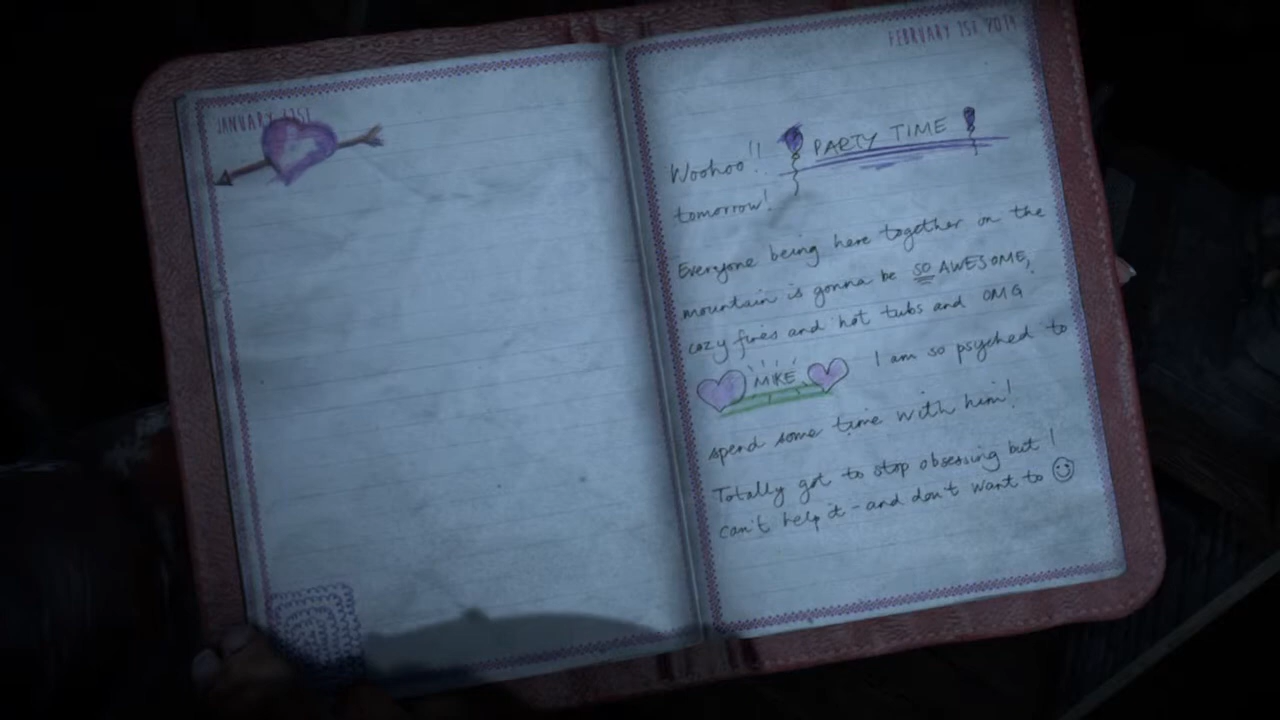 JANUARY 31ST
FEBRUARY 1ST 2014
Woohoo!! PARTY TIME
tomorrow!
Everyone being here together on the
mountain is gonna be so AWESOME,
cozy fires and hot tubs and OMG
MIKE I am so psyched to
spend some time with him!
Totally got to stop obsessing but I
can't help it - and don't want to